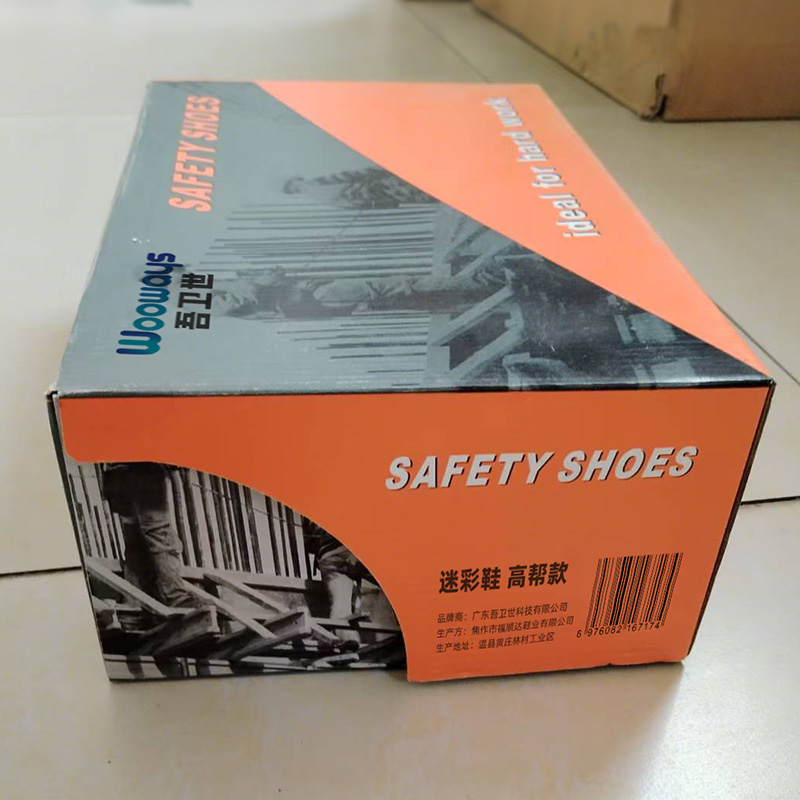 SAFETY SHOES
ideal for hard work
Wooways
吾卫世
SAFETY SHOES
迷彩鞋 高帮款
品牌商：广东吾卫世科技有限公司
生产方：焦作市福顺达鞋业有限公司
生产地址：温县黄庄林村工业区
6 976082 167174